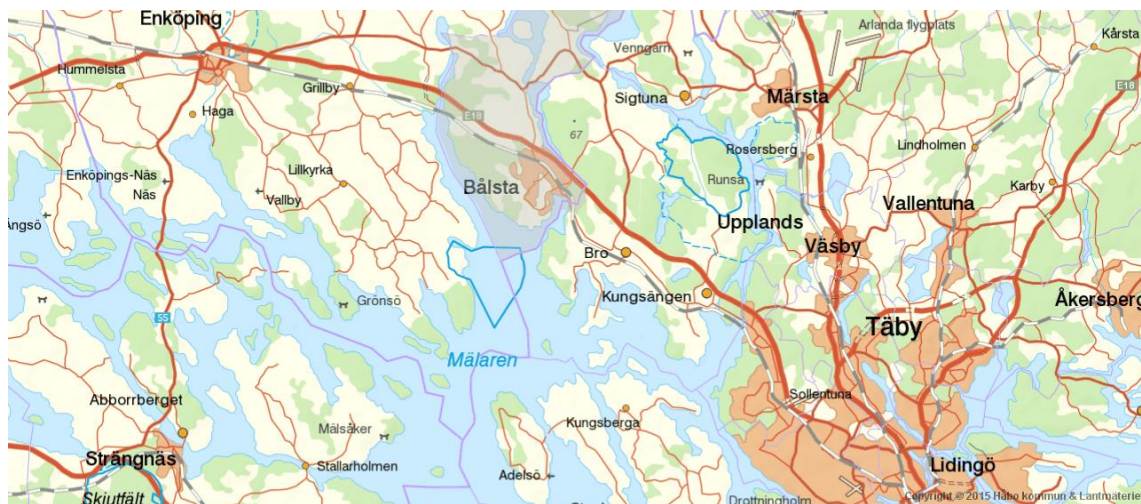 Enköping
Arlanda flygplats
Kårsta
Venngarn
Hummelsta
Grillby
Sigtuna
Märsta
E18
E18
Haga
67
Rosersberg
Lindholmen
Enköpings-Näs
Näs
Lillkyrka
Vallby
Bålsta
Runsa
Karby
Ängsö
Upplands
Väsby
Vallentuna
Bro
Grönsö
Kungsängen
Åkersberg
55
Täby
Mälaren
Abborrberget
Sollentuna
Mälsåker
Kungsberga
Strängnäs
Stallarholmen
Adelsö
Lidingö
Skjutfält
Drottningholm
Copyright © 2015 Håbo kommun & Lantmäterie